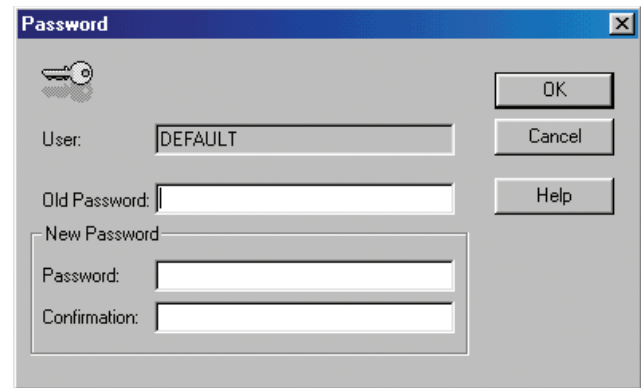 Password
OK
User: DEFAULT
Cancel
Old Password:
Help
New Password
Password:
Confirmation: